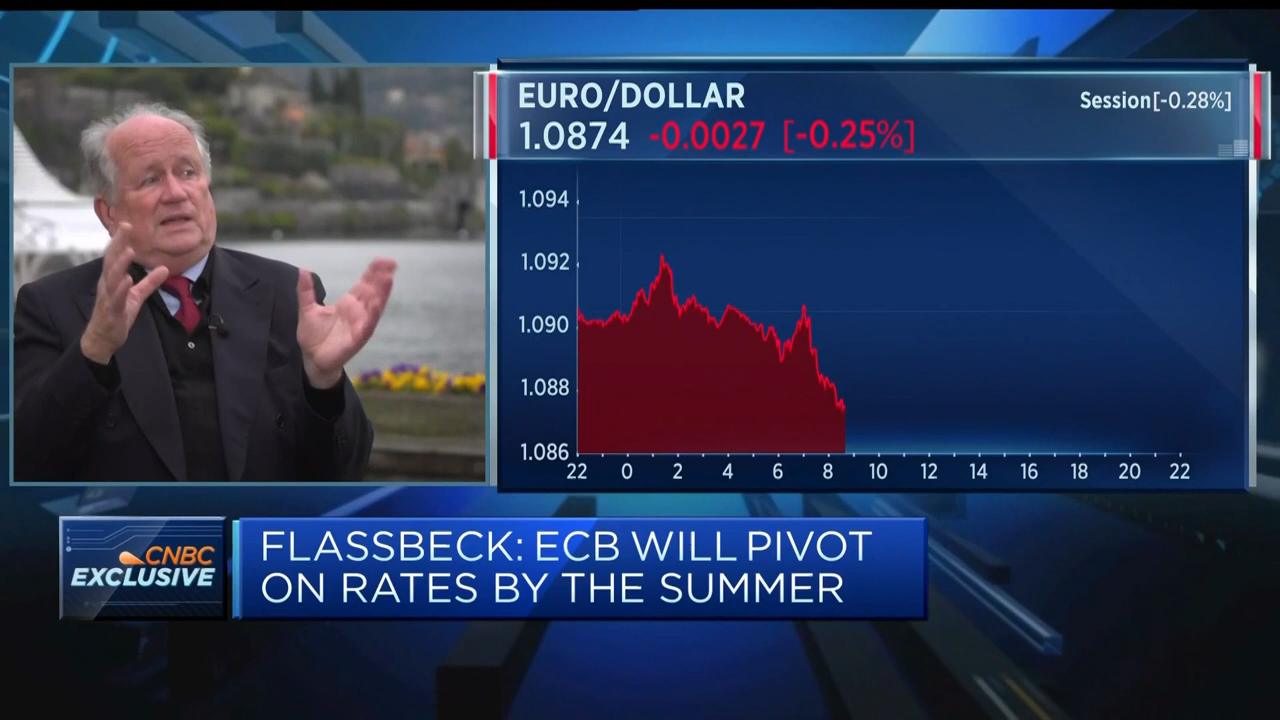 EURO/DOLLAR
Session[-0.28%]
1.0874 -0.0027 [-0.25%]
1.094
1.092
1.090
1.088
1.086
22 0 2 4 6 8 10 12 14 16 18 20 22
CNBC
EXCLUSIVE
FLASSBECK: ECB WILL PIVOT
ON RATES BY THE SUMMER